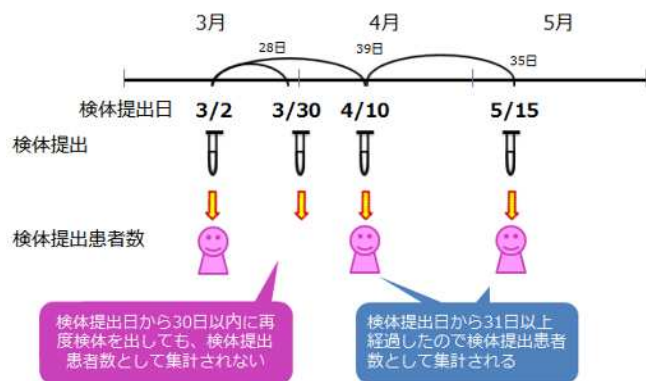 3月 4月 5月
28日 39日 35日
検体提出日 3/2 3/30 4/10 5/15
検体提出
検体提出患者数
検体提出日から30日以内に再
度検体を出しても、検体提出
患者数として集計されない
検体提出日から31日以上
経過したので検体提出患者
数として集計される